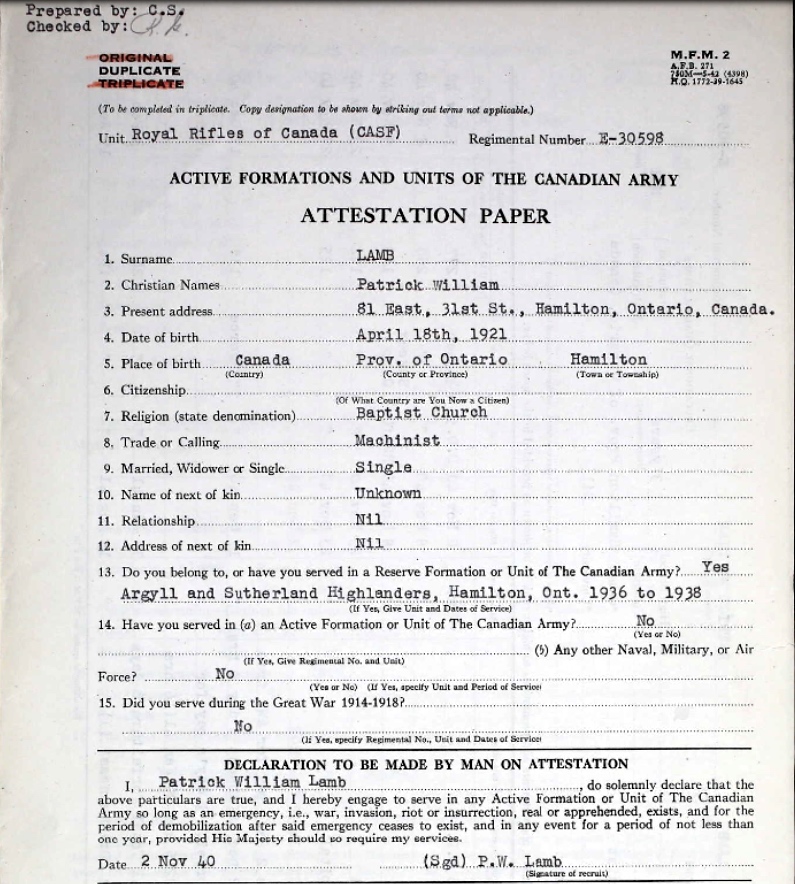 Prepared by: C.S.
Checked by:
ORIGINAL
DUPLICATE
TRIPLICATE
M.F.M. 2
A.F.B. 271
750M—5-42 (4398)
H.Q. 1772-39-1645
(To be completed in triplicate. Copy designation to be shown by striking out terms not applicable.)
Unit Royal Rifles of Canada (CASF) Regimental Number E-30598
ACTIVE FORMATIONS AND UNITS OF THE CANADIAN ARMY
ATTESTATION PAPER
1. Surname LAMB
2. Christian Names Patrick William
3. Present address 81 East, 31st St., Hamilton, Ontario, Canada.
4. Date of birth April 18th, 1921
5. Place of birth Canada Prov. of Ontario Hamilton
(Country) (County or Province) (Town or Township)
6. Citizenship
(Of What Country are You Now a Citizen)
7. Religion (state denomination) Baptist Church
8. Trade or Calling Machinist
9. Married, Widower or Single Single
10. Name of next of kin Unknown
11. Relationship Nil
12. Address of next of kin Nil
13. Do you belong to, or have you served in a Reserve Formation or Unit of The Canadian Army? Yes
Argyll and Sutherland Highlanders, Hamilton, Ont. 1936 to 1938
(If Yes, Give Unit and Dates of Service)
14. Have you served in (a) an Active Formation or Unit of The Canadian Army? No
(Yes or No)
(b) Any other Naval, Military, or Air
(If Yes, Give Regimental No. and Unit)
Force? No
(Yes or No) (If Yes, specify Unit and Period of Service)
15. Did you serve during the Great War 1914-1918?
No
(If Yes, specify Regimental No., Unit and Dates of Service)
DECLARATION TO BE MADE BY MAN ON ATTESTATION
I, Patrick William Lamb, do solemnly declare that the
above particulars are true, and I hereby engage to serve in any Active Formation or Unit of The Canadian
Army so long as an emergency, i.e., war, invasion, riot or insurrection, real or apprehended, exists, and for the
period of demobilization after said emergency ceases to exist, and in any event for a period of not less than
one year, provided His Majesty should so require my services.
Date 2 Nov 40 (Sgd) P.W. Lamb
(Signature of recruit)